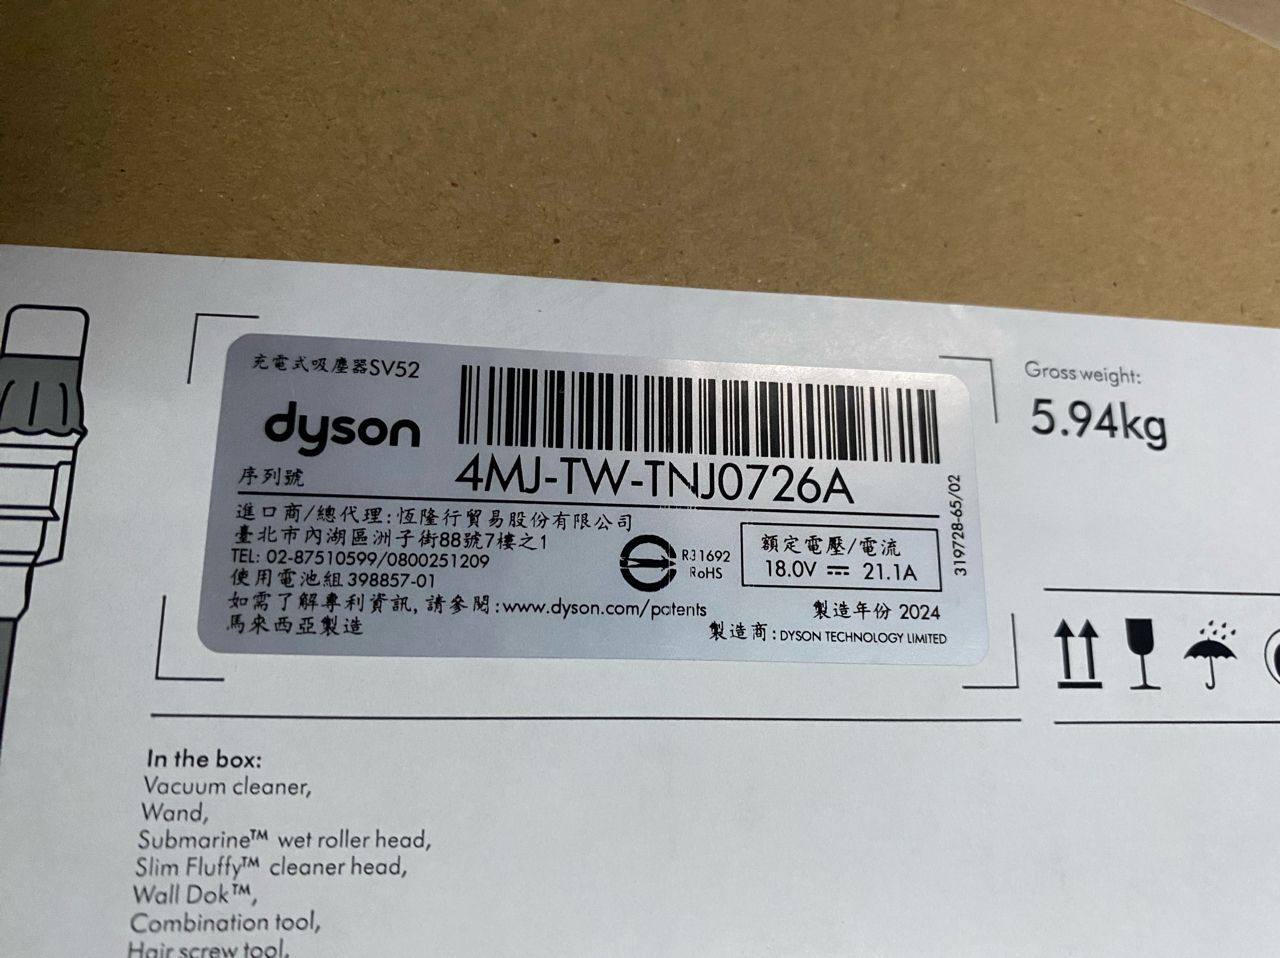 充電式吸塵器SV52
dyson
序列號
4MJ-TW-TNJ0726A
進口商/總代理:恆隆行貿易股份有限公司
臺北市內湖區洲子街88號7樓之1
TEL: 02-87510599/0800251209
使用電池組 398857-01
如需了解專利資訊,請參閱:www.dyson.com/patents
馬來西亞製造
R31692
RoHS
額定電壓/電流
18.0V ⎓ 21.1A
製造年份 2024
製造商:DYSON TECHNOLOGY LIMITED
319728-65/02
Gross weight:
5.94kg
In the box:
Vacuum cleaner,
Wand,
Submarine™ wet roller head,
Slim Fluffy™ cleaner head,
Wall Dok™,
Combination tool,
Hair screw tool,